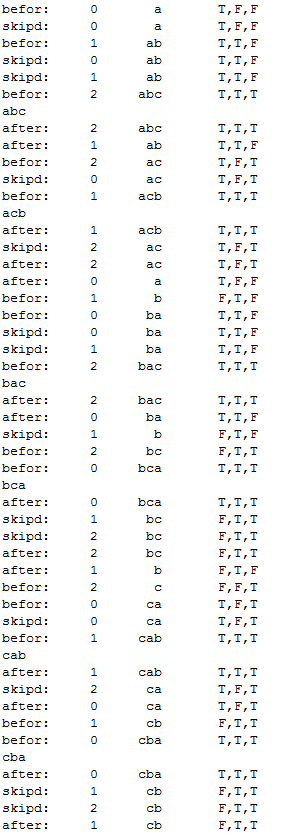 befor: 0 a T,F,F
skipd: 0 a T,F,F
befor: 1 ab T,T,F
skipd: 0 ab T,T,F
skipd: 1 ab T,T,F
befor: 2 abc T,T,T
abc
after: 2 abc T,T,T
after: 1 ab T,T,F
befor: 2 ac T,F,T
skipd: 0 ac T,F,T
befor: 1 acb T,T,T
acb
after: 1 acb T,T,T
skipd: 2 ac T,F,T
after: 2 ac T,F,T
after: 0 a T,F,F
befor: 1 b F,T,F
befor: 0 ba T,T,F
skipd: 0 ba T,T,F
skipd: 1 ba T,T,F
befor: 2 bac T,T,T
bac
after: 2 bac T,T,T
after: 0 ba T,T,F
skipd: 1 b F,T,F
befor: 2 bc F,T,T
befor: 0 bca T,T,T
bca
after: 0 bca T,T,T
skipd: 1 bc F,T,T
skipd: 2 bc F,T,T
after: 2 bc F,T,T
after: 1 b F,T,F
befor: 2 c F,F,T
befor: 0 ca T,F,T
skipd: 0 ca T,F,T
befor: 1 cab T,T,T
cab
after: 1 cab T,T,T
skipd: 2 ca T,F,T
after: 0 ca T,F,T
befor: 1 cb F,T,T
befor: 0 cba T,T,T
cba
after: 0 cba T,T,T
skipd: 1 cb F,T,T
skipd: 2 cb F,T,T
after: 1 cb F,T,T